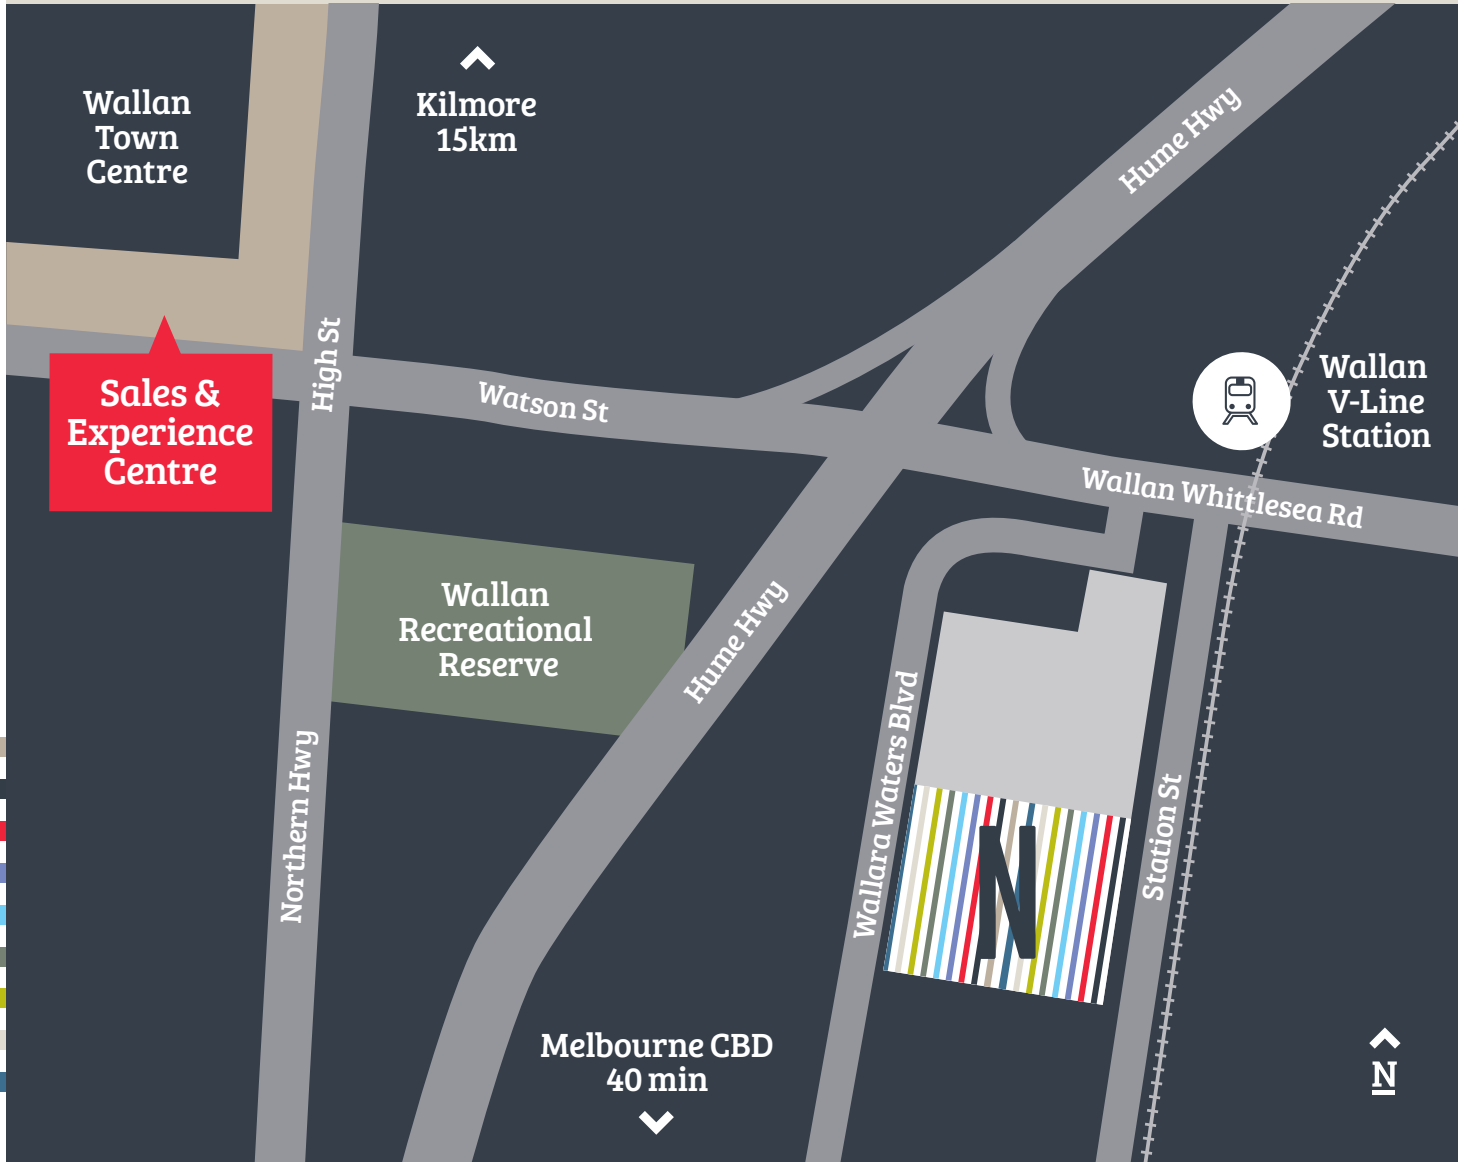 Wallan
Town
Centre
Kilmore
15km
Hume Hwy
Sales &
Experience
Centre
High St
Watson St
Wallan
V-Line
Station
Wallan Whittlesea Rd
Wallan
Recreational
Reserve
Hume Hwy
Northern Hwy
Wallara Waters Blvd
Station St
N
Melbourne CBD
40 min
N